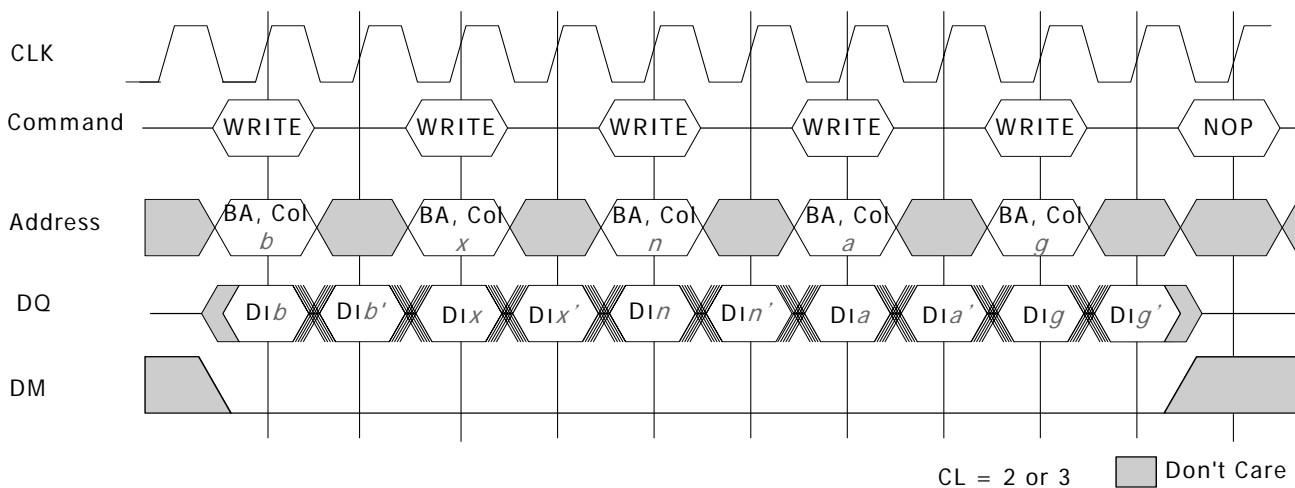 CLK
Command
WRITE
WRITE
WRITE
WRITE
WRITE
NOP
Address
BA, Col
b
BA, Col
x
BA, Col
n
BA, Col
a
BA, Col
g
DQ
DIb
DIb'
DIx
DIx’
DIn
DIn’
DIa
DIa’
DIg
DIg’
DM
CL = 2 or 3
Don't Care